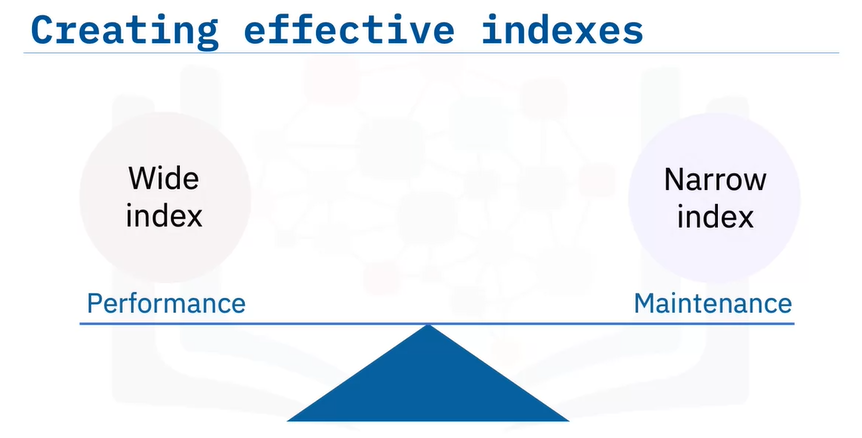 Creating effective indexes
Wide
index
Narrow
index
Performance
Maintenance